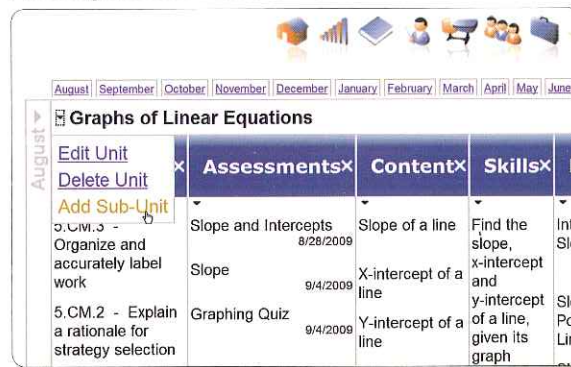 August September October November December January February March April May June
August
Graphs of Linear Equations
Edit Unit
Delete Unit
Add Sub-Unit
Assessments
Content
Skills
5.CM.3 -
Organize and
accurately label
work
5.CM.2 - Explain
a rationale for
strategy selection
Slope and Intercepts
8/28/2009
Slope
9/4/2009
Graphing Quiz
9/4/2009
Slope of a line
X-intercept of a
line
Y-intercept of a
line
Find the
slope,
x-intercept
and
y-intercept
of a line,
given its
graph